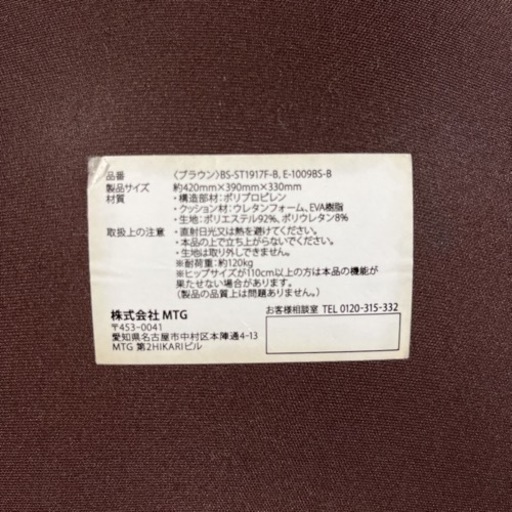 品番 〈ブラウン〉BS-ST1917F-B, E-1009BS-B
製品サイズ 約420mm×390mm×330mm
材質 ・構造部材:ポリプロピレン
・クッション材:ウレタンフォーム、EVA樹脂
・生地:ポリエステル92%、ポリウレタン8%
取扱上の注意 ・直射日光又は熱を避けてください。
・本品の上で立ち上がらないでください。
・生地は取り外しできません。
※耐荷重:約120kg
※ヒップサイズが110cm以上の方は本品の機能が
果たせない場合があります。
(製品の品質上は問題ありません。)
株式会社 MTG お客様相談室 TEL 0120-315-332
〒453-0041
愛知県名古屋市中村区本陣通4-13
MTG 第2HIKARIビル